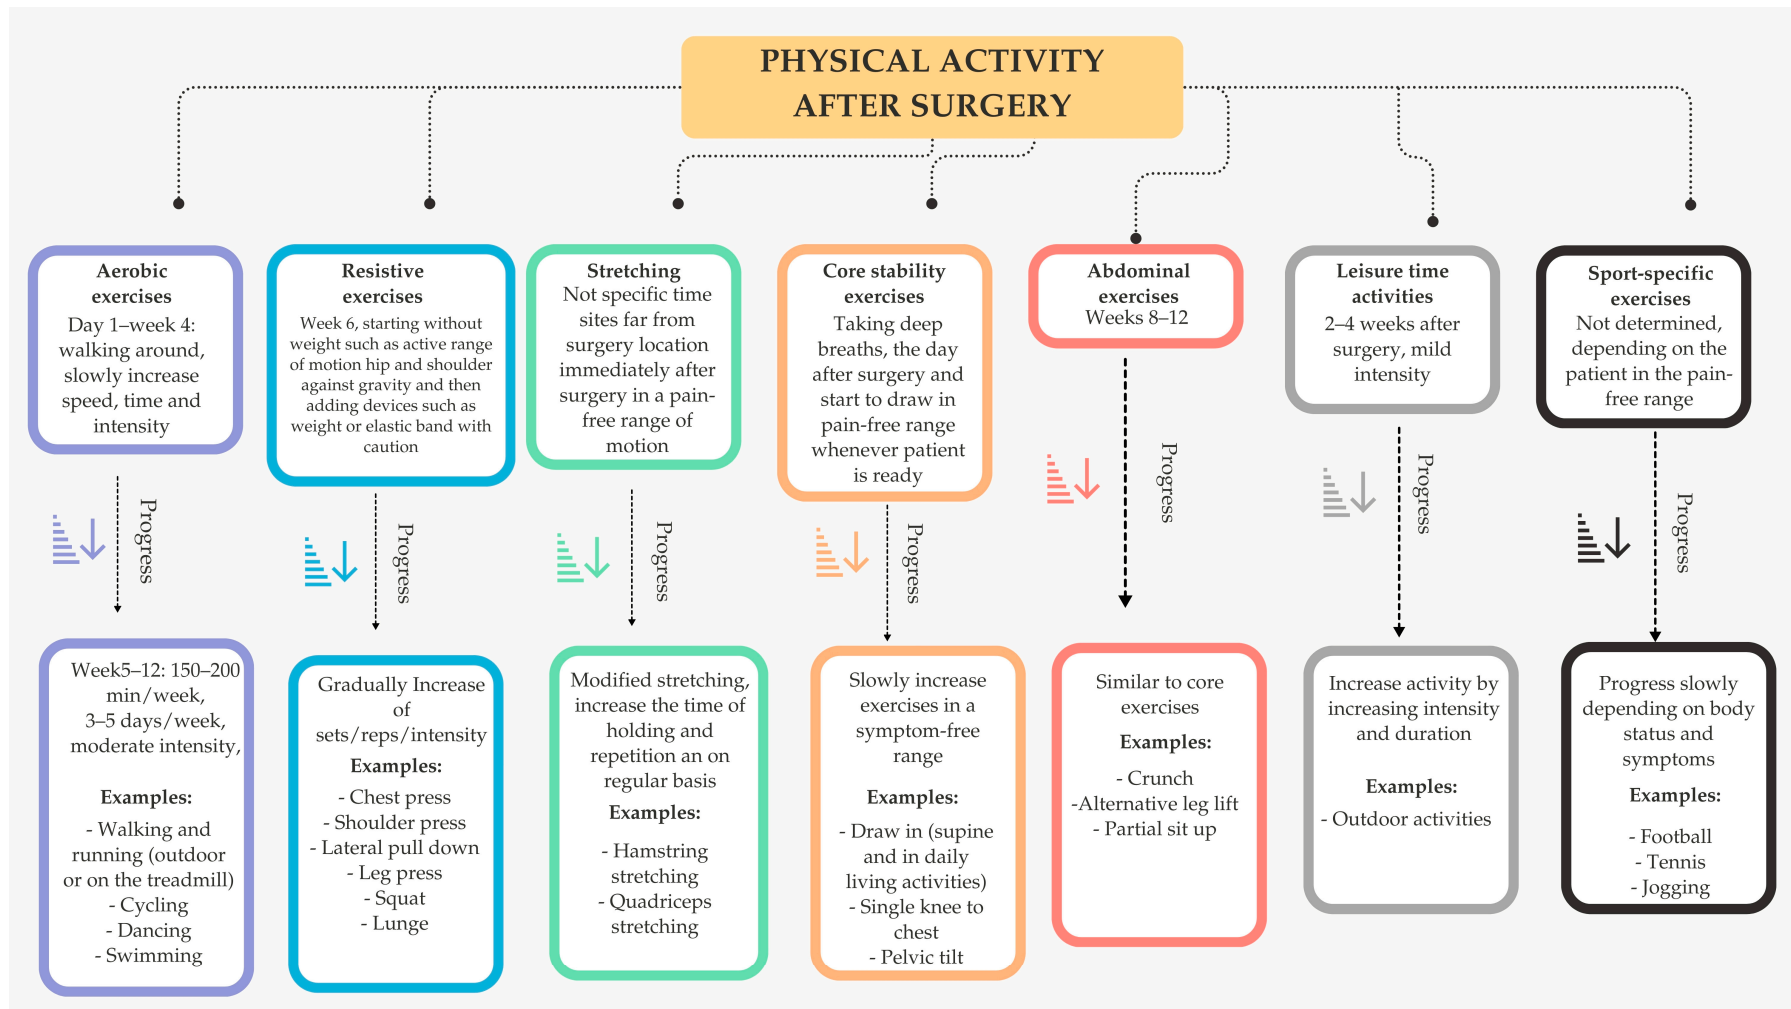 PHYSICAL ACTIVITY
AFTER SURGERY
Aerobic
exercises
Day 1–week 4:
walking around,
slowly increase
speed, time and
intensity
Progress
Week5–12: 150–200
min/week,
3–5 days/week,
moderate intensity,
Examples:
- Walking and
running (outdoor
or on the treadmill)
- Cycling
- Dancing
- Swimming
Resistive
exercises
Week 6, starting without
weight such as active range
of motion hip and shoulder
against gravity and then
adding devices such as
weight or elastic band with
caution
Progress
Gradually Increase
of
sets/reps/intensity
Examples:
- Chest press
- Shoulder press
- Lateral pull down
- Leg press
- Squat
- Lunge
Stretching
Not specific time
sites far from
surgery location
immediately after
surgery in a pain-
free range of
motion
Progress
Modified stretching,
increase the time of
holding and
repetition an on
regular basis
Examples:
- Hamstring
stretching
- Quadriceps
stretching
Core stability
exercises
Taking deep
breaths, the day
after surgery and
start to draw in
pain-free range
whenever patient
is ready
Progress
Slowly increase
exercises in a
symptom-free
range
Examples:
- Draw in (supine
and in daily
living activities)
- Single knee to
chest
- Pelvic tilt
Abdominal
exercises
Weeks 8–12
Progress
Similar to core
exercises
Examples:
- Crunch
-Alternative leg lift
- Partial sit up
Leisure time
activities
2–4 weeks after
surgery, mild
intensity
Progress
Increase activity by
increasing intensity
and duration
Examples:
- Outdoor activities
Sport-specific
exercises
Not determined,
depending on the
patient in the pain-
free range
Progress
Progress slowly
depending on body
status and
symptoms
Examples:
- Football
- Tennis
- Jogging